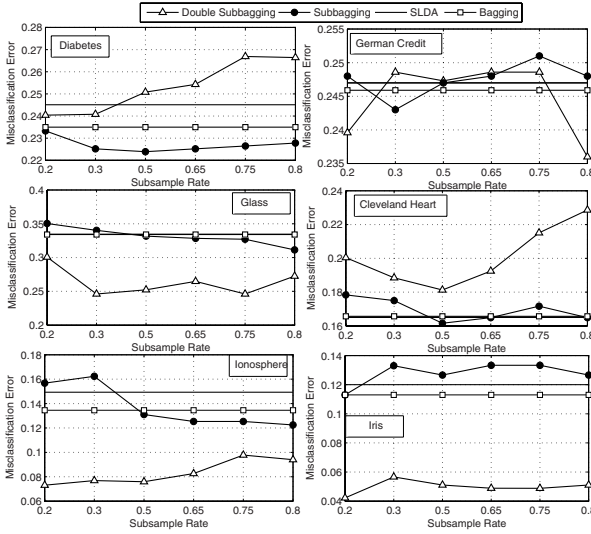 Double Subbagging Subbagging SLDA Bagging
Diabetes
Misclassification Error
0.28
0.27
0.26
0.25
0.24
0.23
0.22
0.2 0.3 0.5 0.65 0.75 0.8
Subsample Rate
German Credit
Misclassification Error
0.255
0.245
0.24
0.235
0.2 0.3 0.5 0.65 0.75 0.8
Subsample Rate
Glass
Misclassification Error
0.4
0.35
0.3
0.25
0.2
0.2 0.3 0.5 0.65 0.75 0.8
Subsample Rate
Cleveland Heart
Misclassification Error
0.24
0.22
0.2
0.18
0.16
0.2 0.3 0.5 0.65 0.75 0.8
Subsample Rate
Ionosphere
Misclassification Error
0.18
0.16
0.14
0.12
0.1
0.08
0.06
0.2 0.3 0.5 0.65 0.75 0.8
Subsample Rate
Iris
Misclassification Error
0.14
0.12
0.1
0.08
0.06
0.04
0.2 0.3 0.5 0.65 0.75 0.8
Subsample Rate